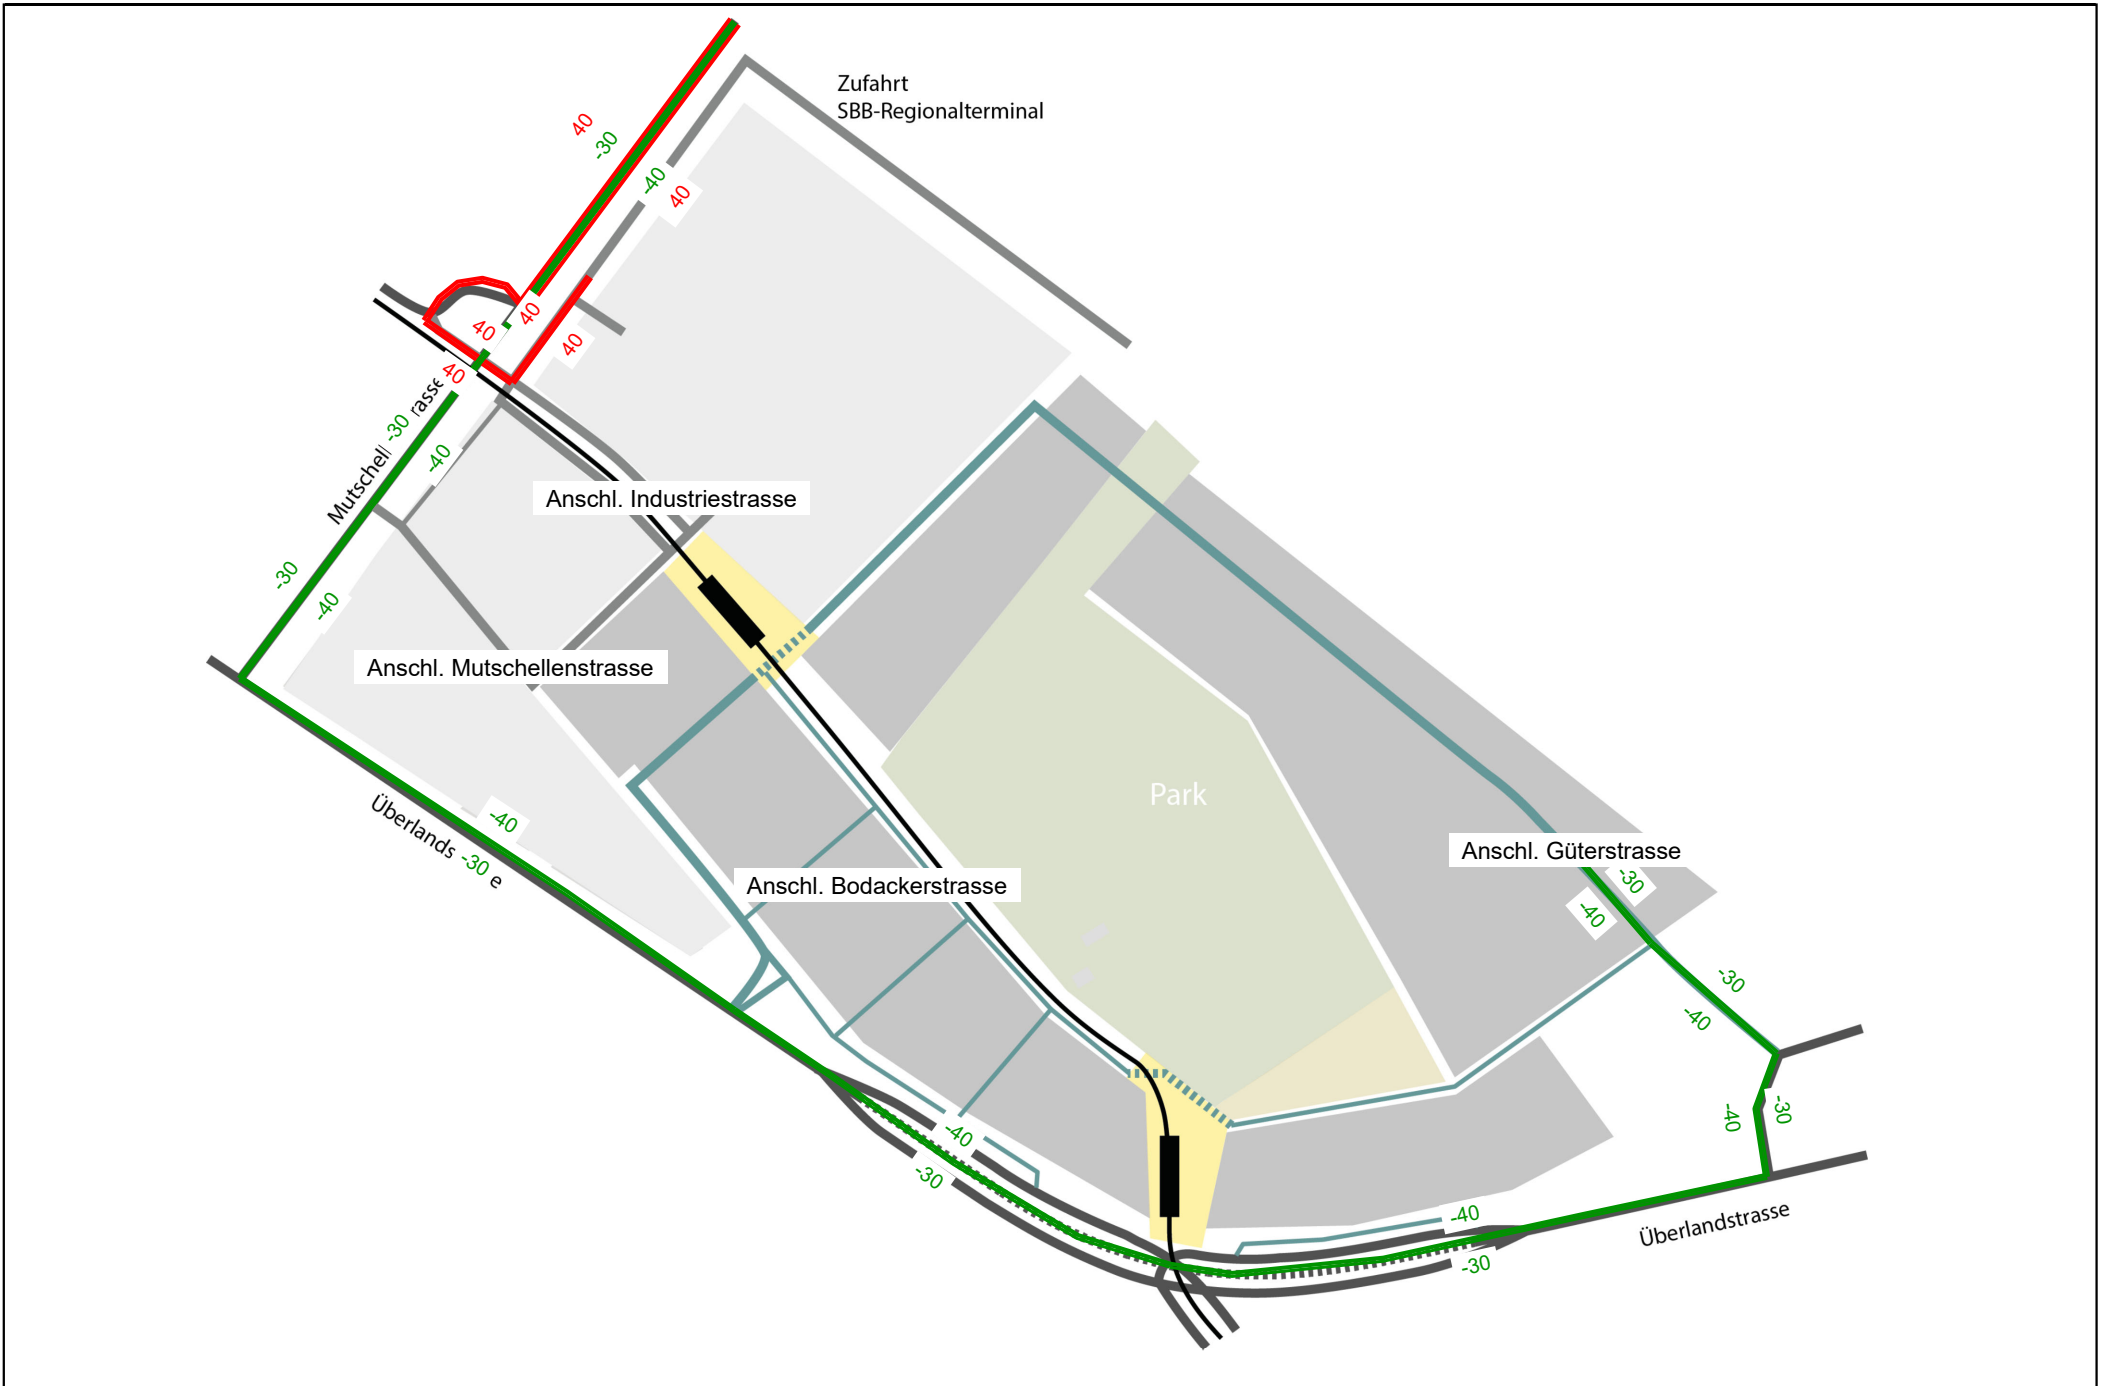 Zufahrt
SBB-Regionalterminal
40
-30
-40
40
40
40
40
40
Mutschell
rasse
-30
-40
Anschl. Industriestrasse
-30
-40
Anschl. Mutschellenstrasse
Park
-40
Überlands
-30
e
Anschl. Bodackerstrasse
Anschl. Güterstrasse
-30
-40
-30
-40
-40
-30
-40
-30
-40
-30
Überlandstrasse